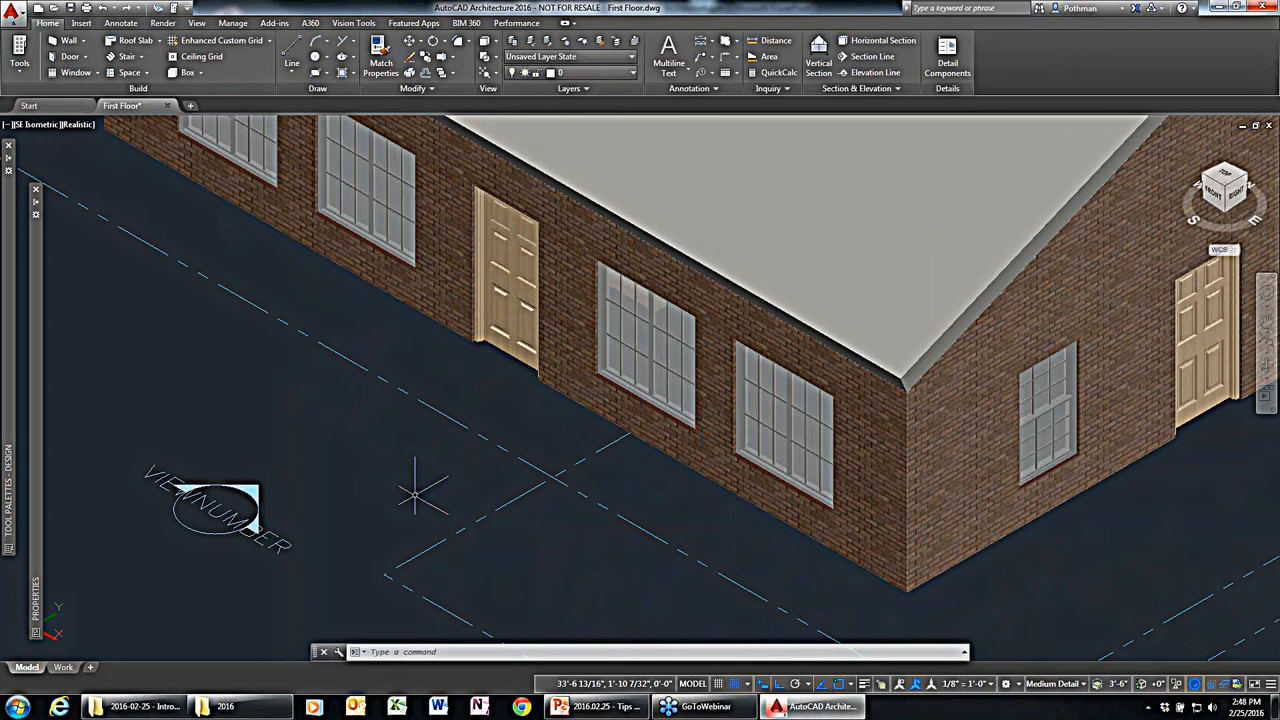 AutoCAD Architecture 2016 - NOT FOR RESALE First Floor.dwg
Type a keyword or phrase
Pothman
Home Insert Annotate Render View Manage Add-ins A360 Vision Tools Featured Apps BIM 360 Performance
Tools
Wall Roof Slab Enhanced Custom Grid
Door Stair Ceiling Grid
Window Space Box
Build
Line
Draw
Match Properties
Modify
View
Unsaved Layer State
0
Layers
Multiline Text
Annotation
Distance
Area
QuickCalc
Inquiry
Vertical Section
Horizontal Section
Section Line
Elevation Line
Section & Elevation
Detail Components
Details
Start First Floor*
[−][SE Isometric][Realistic]
TOP
FRONT RIGHT
W N
S E
WCS
VIEWNUMBER
TOOL PALETTES - DESIGN
PROPERTIES
Y
X
Type a command
Model Work
33'-6 13/16", 1'-10 7/32", 0'-0" MODEL 1/8" = 1'-0" Medium Detail 3'-6" +0"
2016-02-25 - Intro... 2016 2016.02.25 - Tips ... GoToWebinar AutoCAD Archite...
2:48 PM
2/25/2016